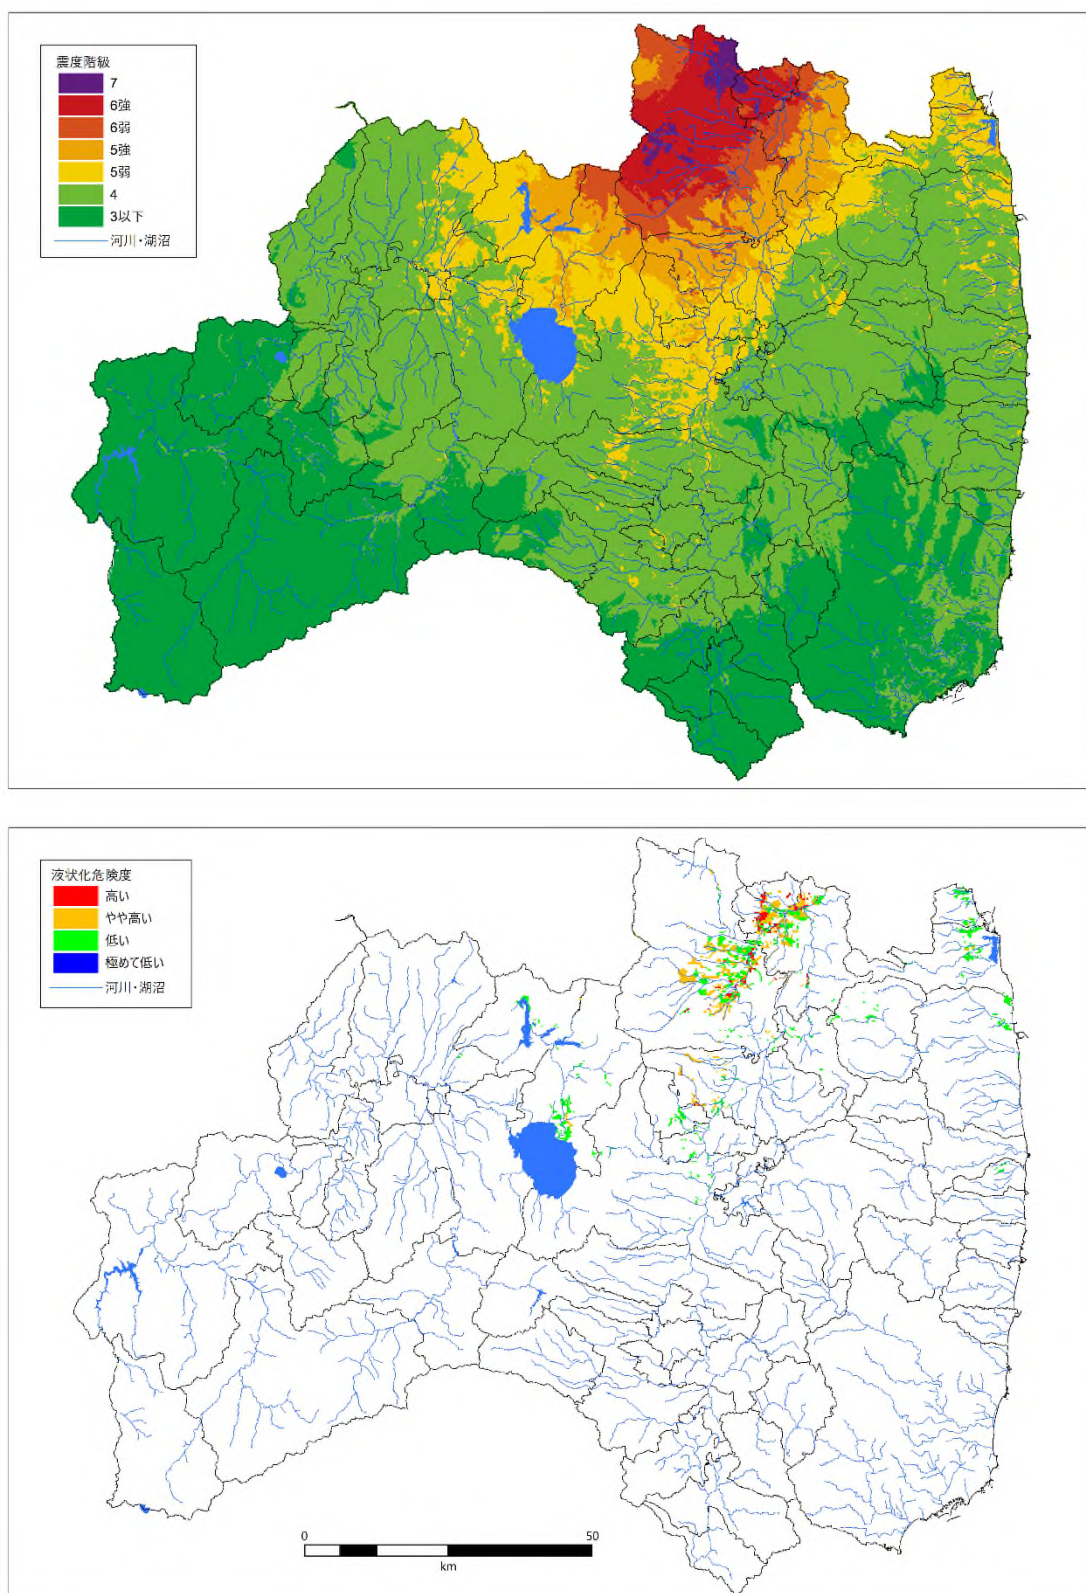 震度階級
7
6強
6弱
5強
5弱
4
3以下
河川・湖沼
液状化危険度
高い
やや高い
低い
極めて低い
河川・湖沼
0 50
km